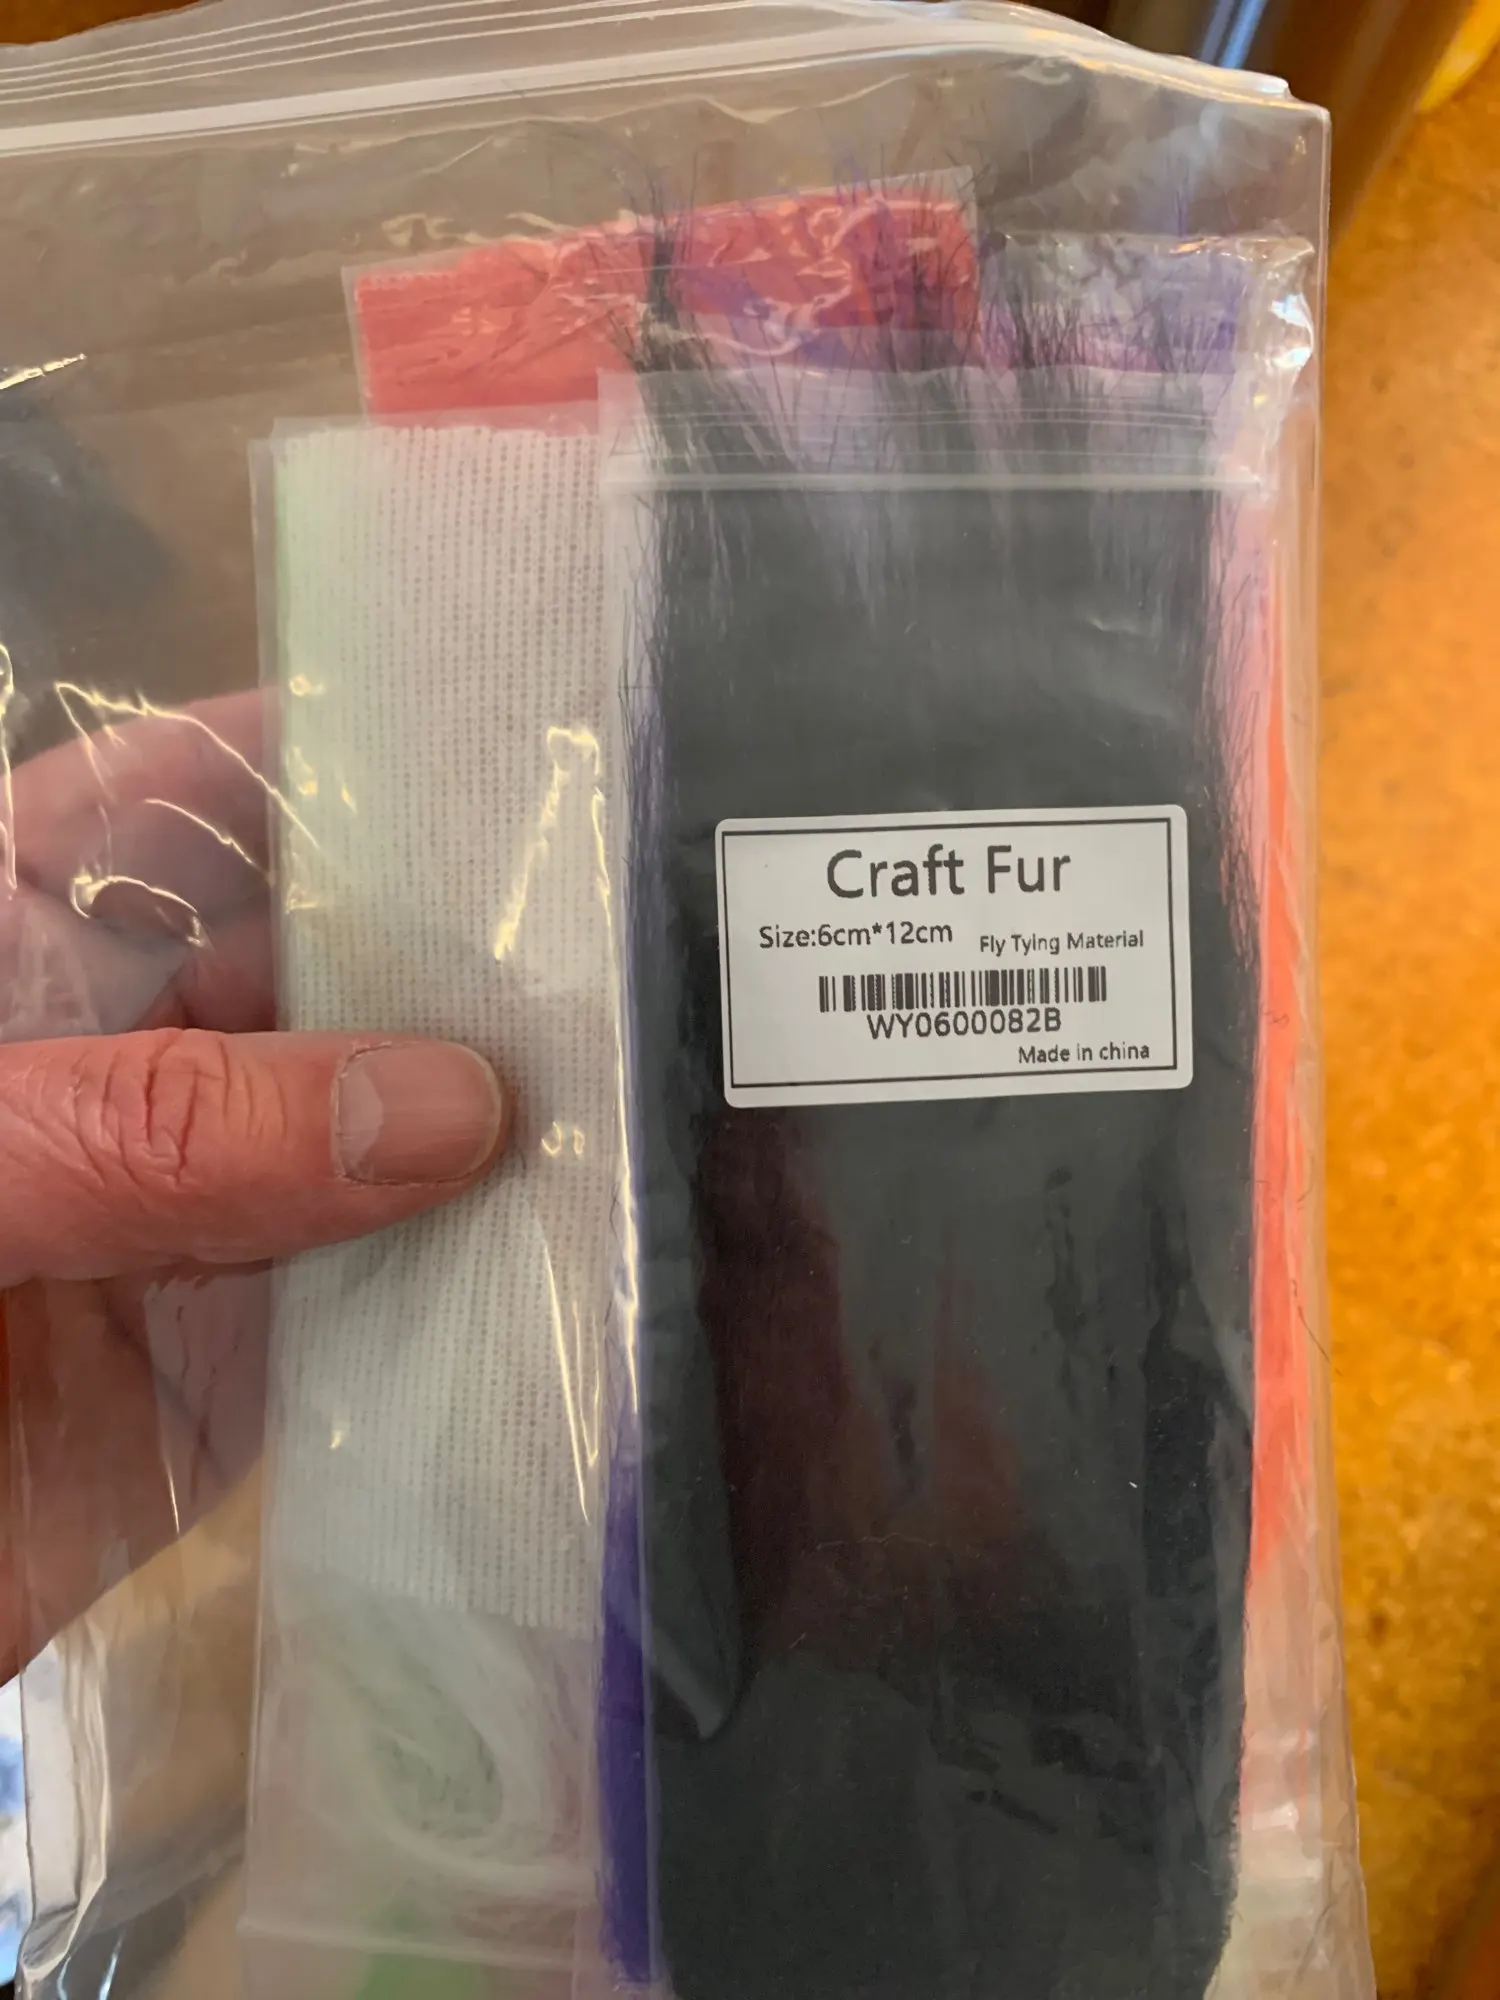 Craft Fur
Size:6cm*12cm Fly Tying Material
WY0600082B
Made in china